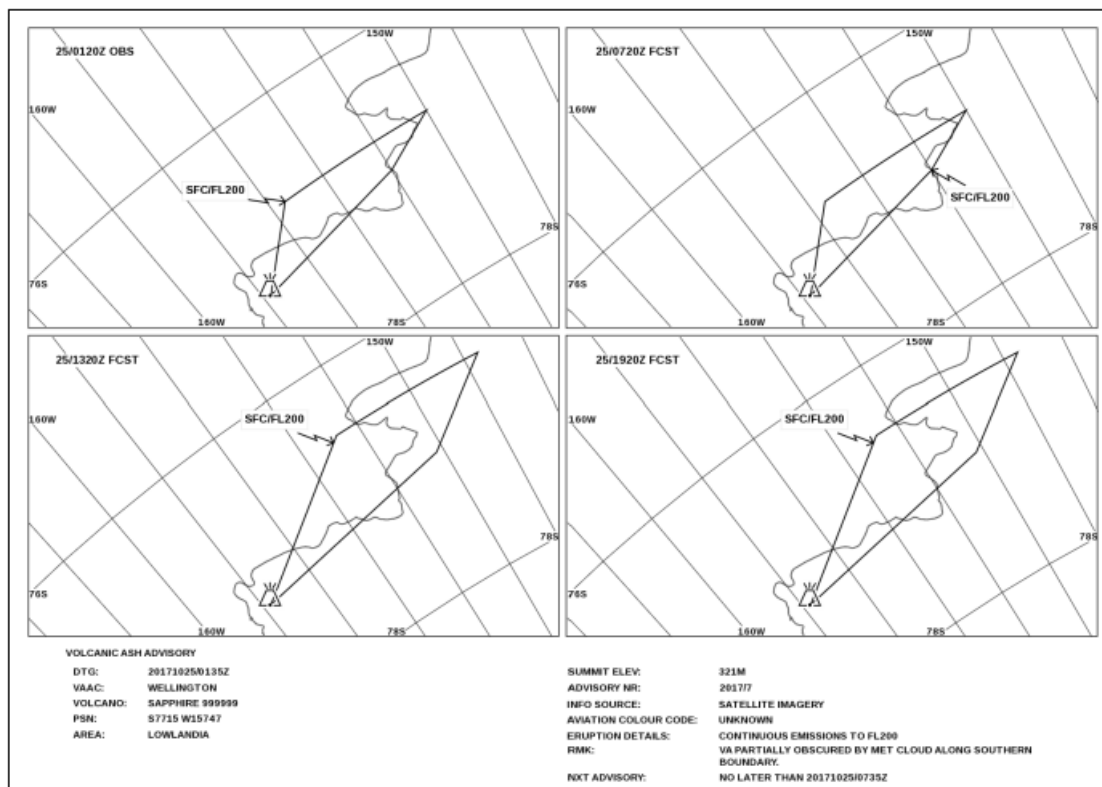 25/0120Z OBS
150W
160W
SFC/FL200
78S
76S
160W
78S
25/0720Z FCST
150W
160W
SFC/FL200
78S
76S
160W
78S
25/1320Z FCST
150W
160W
SFC/FL200
78S
76S
160W
78S
25/1920Z FCST
150W
160W
SFC/FL200
78S
76S
160W
78S
VOLCANIC ASH ADVISORY
DTG: 20171025/0135Z
VAAC: WELLINGTON
VOLCANO: SAPPHIRE 999999
PSN: S7715 W15747
AREA: LOWLANDIA
SUMMIT ELEV: 321M
ADVISORY NR: 2017/7
INFO SOURCE: SATELLITE IMAGERY
AVIATION COLOUR CODE: UNKNOWN
ERUPTION DETAILS: CONTINUOUS EMISSIONS TO FL200
RMK: VA PARTIALLY OBSCURED BY MET CLOUD ALONG SOUTHERN
BOUNDARY.
NXT ADVISORY: NO LATER THAN 20171025/0735Z